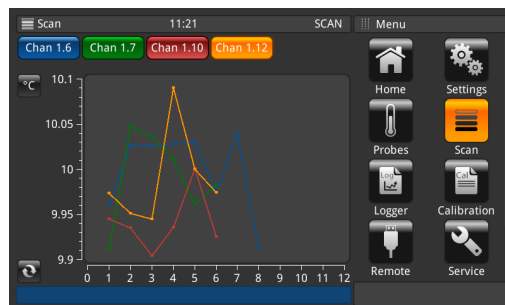 Scan 11:21 SCAN
Menu
Chan 1.6 Chan 1.7 Chan 1.10 Chan 1.12
°C
10.1
10.05
10
9.95
9.9
0 1 2 3 4 5 6 7 8 9 10 11 12
Home Settings
Probes Scan
Log
Cal
Logger Calibration
Remote Service